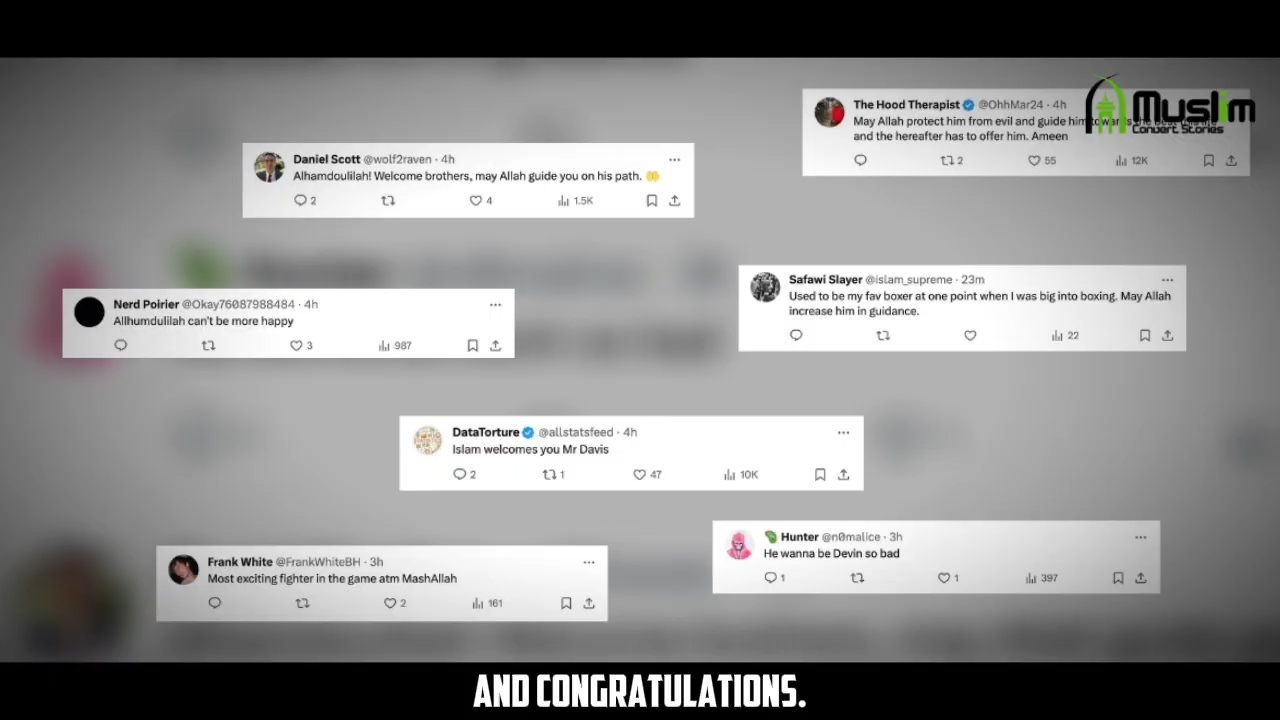 Muslim
Convert Stories
The Hood Therapist @OhhMar24 · 4h
May Allah protect him from evil and guide him towards the best this
and the hereafter has to offer him. Ameen
2 55 12K
Daniel Scott @wolf2raven · 4h
Alhamdoulilah! Welcome brothers, may Allah guide you on his path. 🤲
2 4 1.5K
Safawi Slayer @islam_supreme · 23m
Used to be my fav boxer at one point when I was big into boxing. May Allah
increase him in guidance.
22
Nerd Poirier @Okay76087988484 · 4h
Allhumdulilah can't be more happy
3 987
DataTorture @allstatsfeed · 4h
Islam welcomes you Mr Davis
2 1 47 10K
Hunter @n0malice · 3h
He wanna be Devin so bad
1 1 397
Frank White @FrankWhiteBH · 3h
Most exciting fighter in the game atm MashAllah
2 161
AND CONGRATULATIONS.